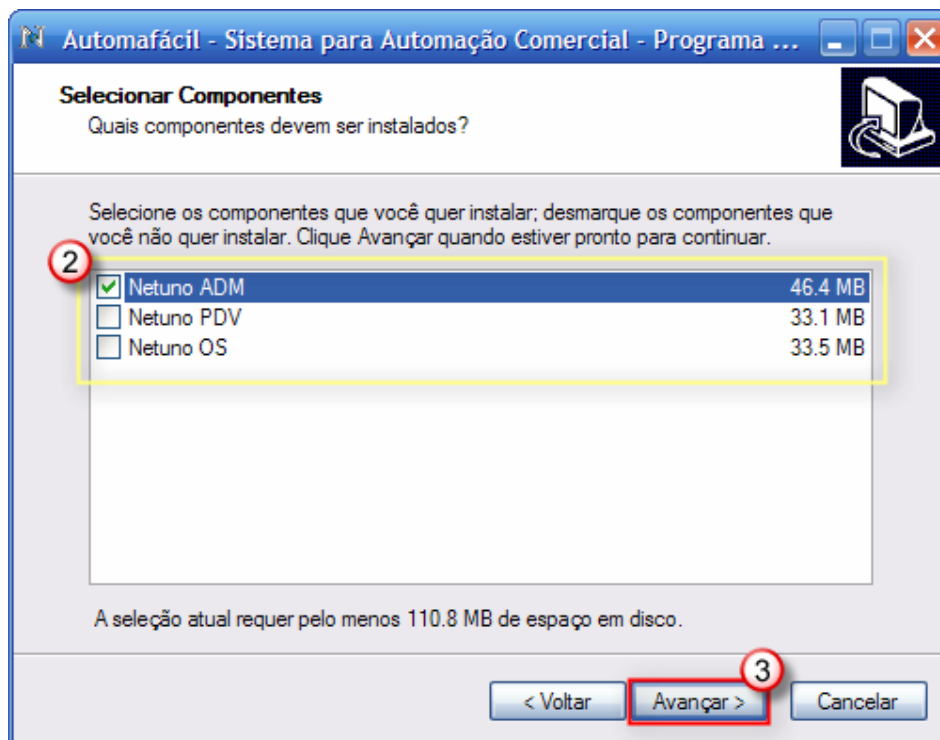 Automafácil - Sistema para Automação Comercial - Programa ...
Selecionar Componentes
Quais componentes devem ser instalados?
Selecione os componentes que você quer instalar; desmarque os componentes que
você não quer instalar. Clique Avançar quando estiver pronto para continuar.
2
Netuno ADM 46.4 MB
Netuno PDV 33.1 MB
Netuno OS 33.5 MB
A seleção atual requer pelo menos 110.8 MB de espaço em disco.
3
< Voltar Avançar > Cancelar